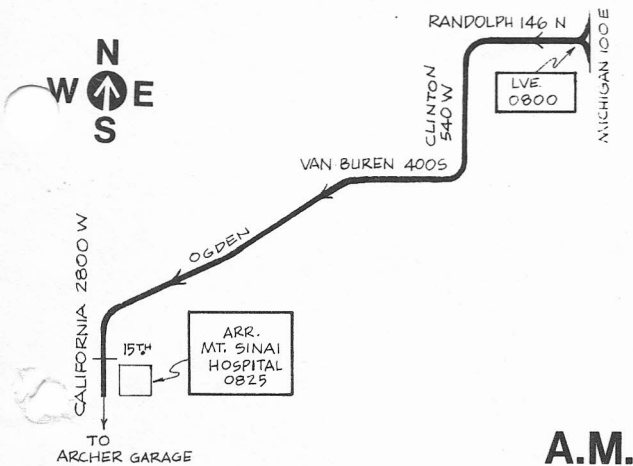 RANDOLPH 146 N
MICHIGAN 100E
N
W E
S
LVE.
0800
CLINTON
540 W
VAN BUREN 400S
OGDEN
CALIFORNIA 2800 W
15TH
ARR.
MT. SINAI
HOSPITAL
0825
TO
ARCHER GARAGE
A.M.